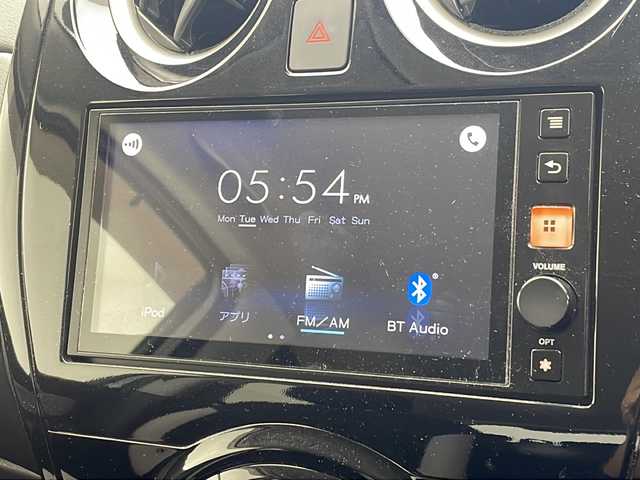 05:54 PM
Mon Tue Wed Thu Fri Sat Sun
iPod アプリ FM/AM BT Audio
VOLUME
OPT